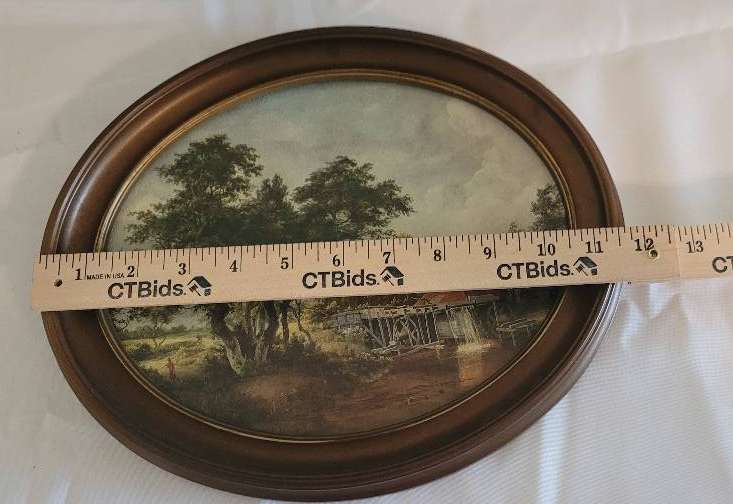 1 MADE IN USA 2 3 4 5 6 7 8 9 10 11 12 13
CTBids. CTBids. CTBids. CT